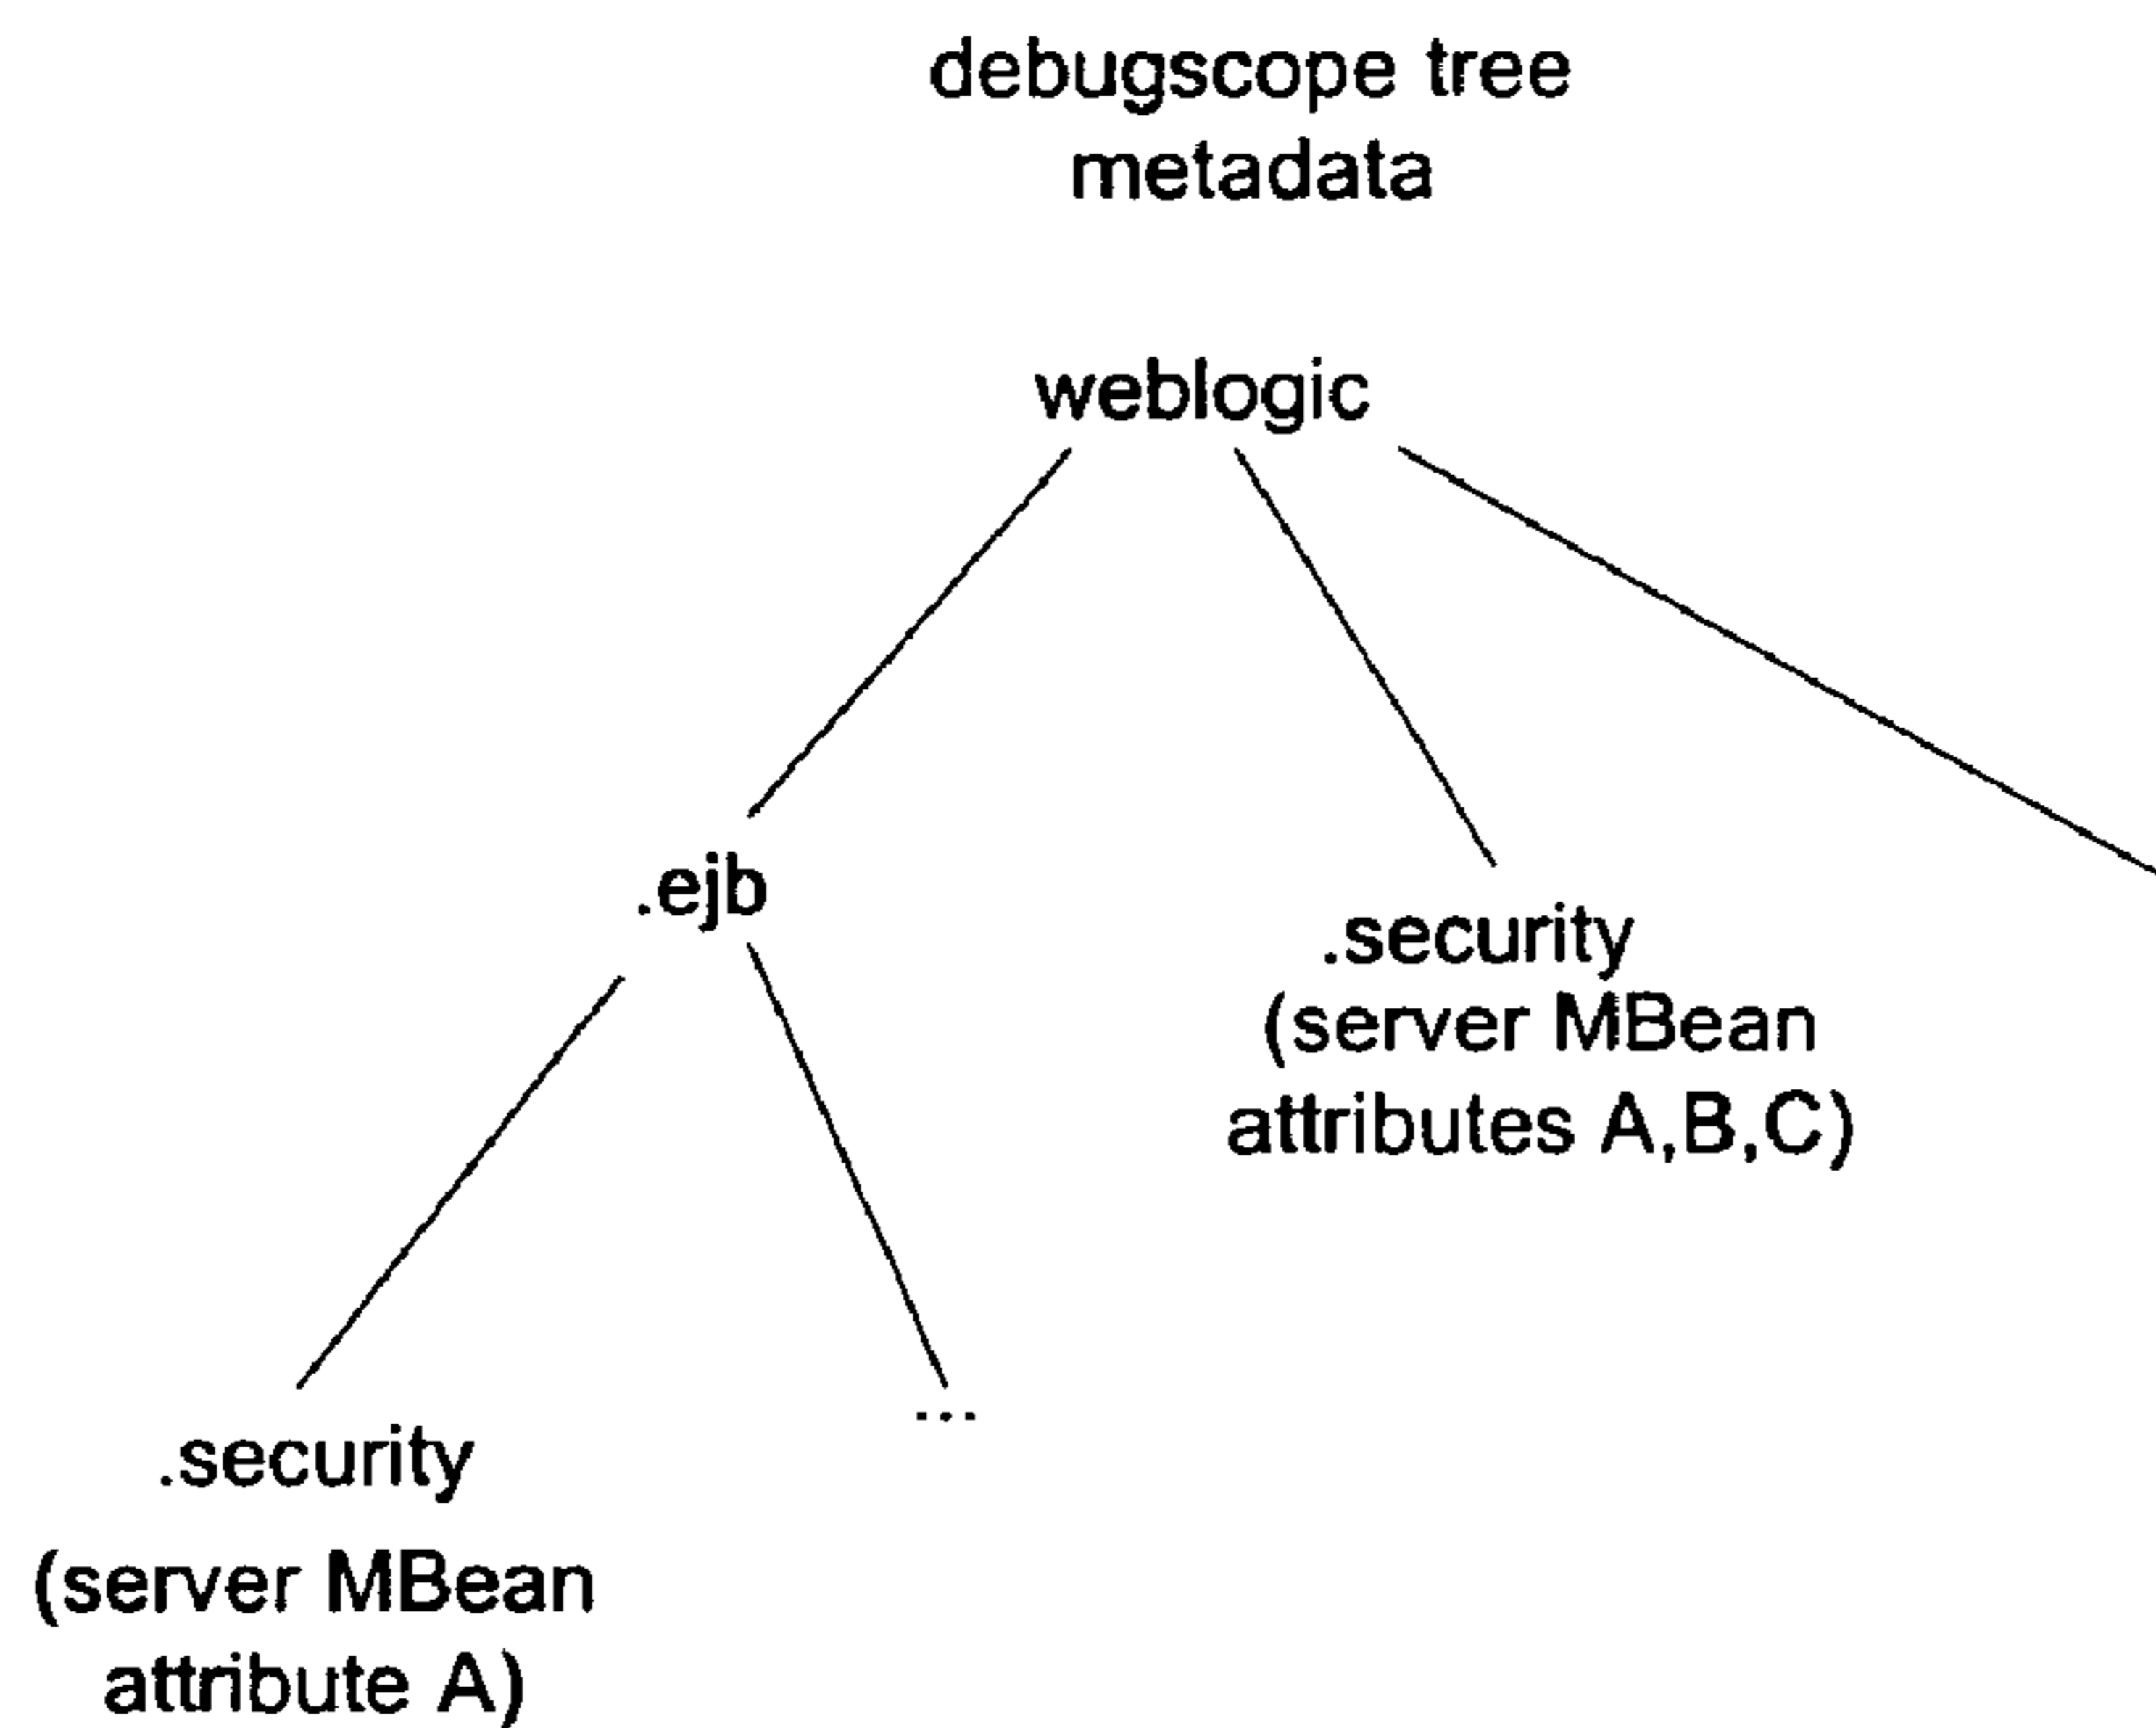 debugscope tree
metadata
weblogic
.ejb
.security
(server MBean
attributes A,B,C)
...
.security
(server MBean
attribute A)